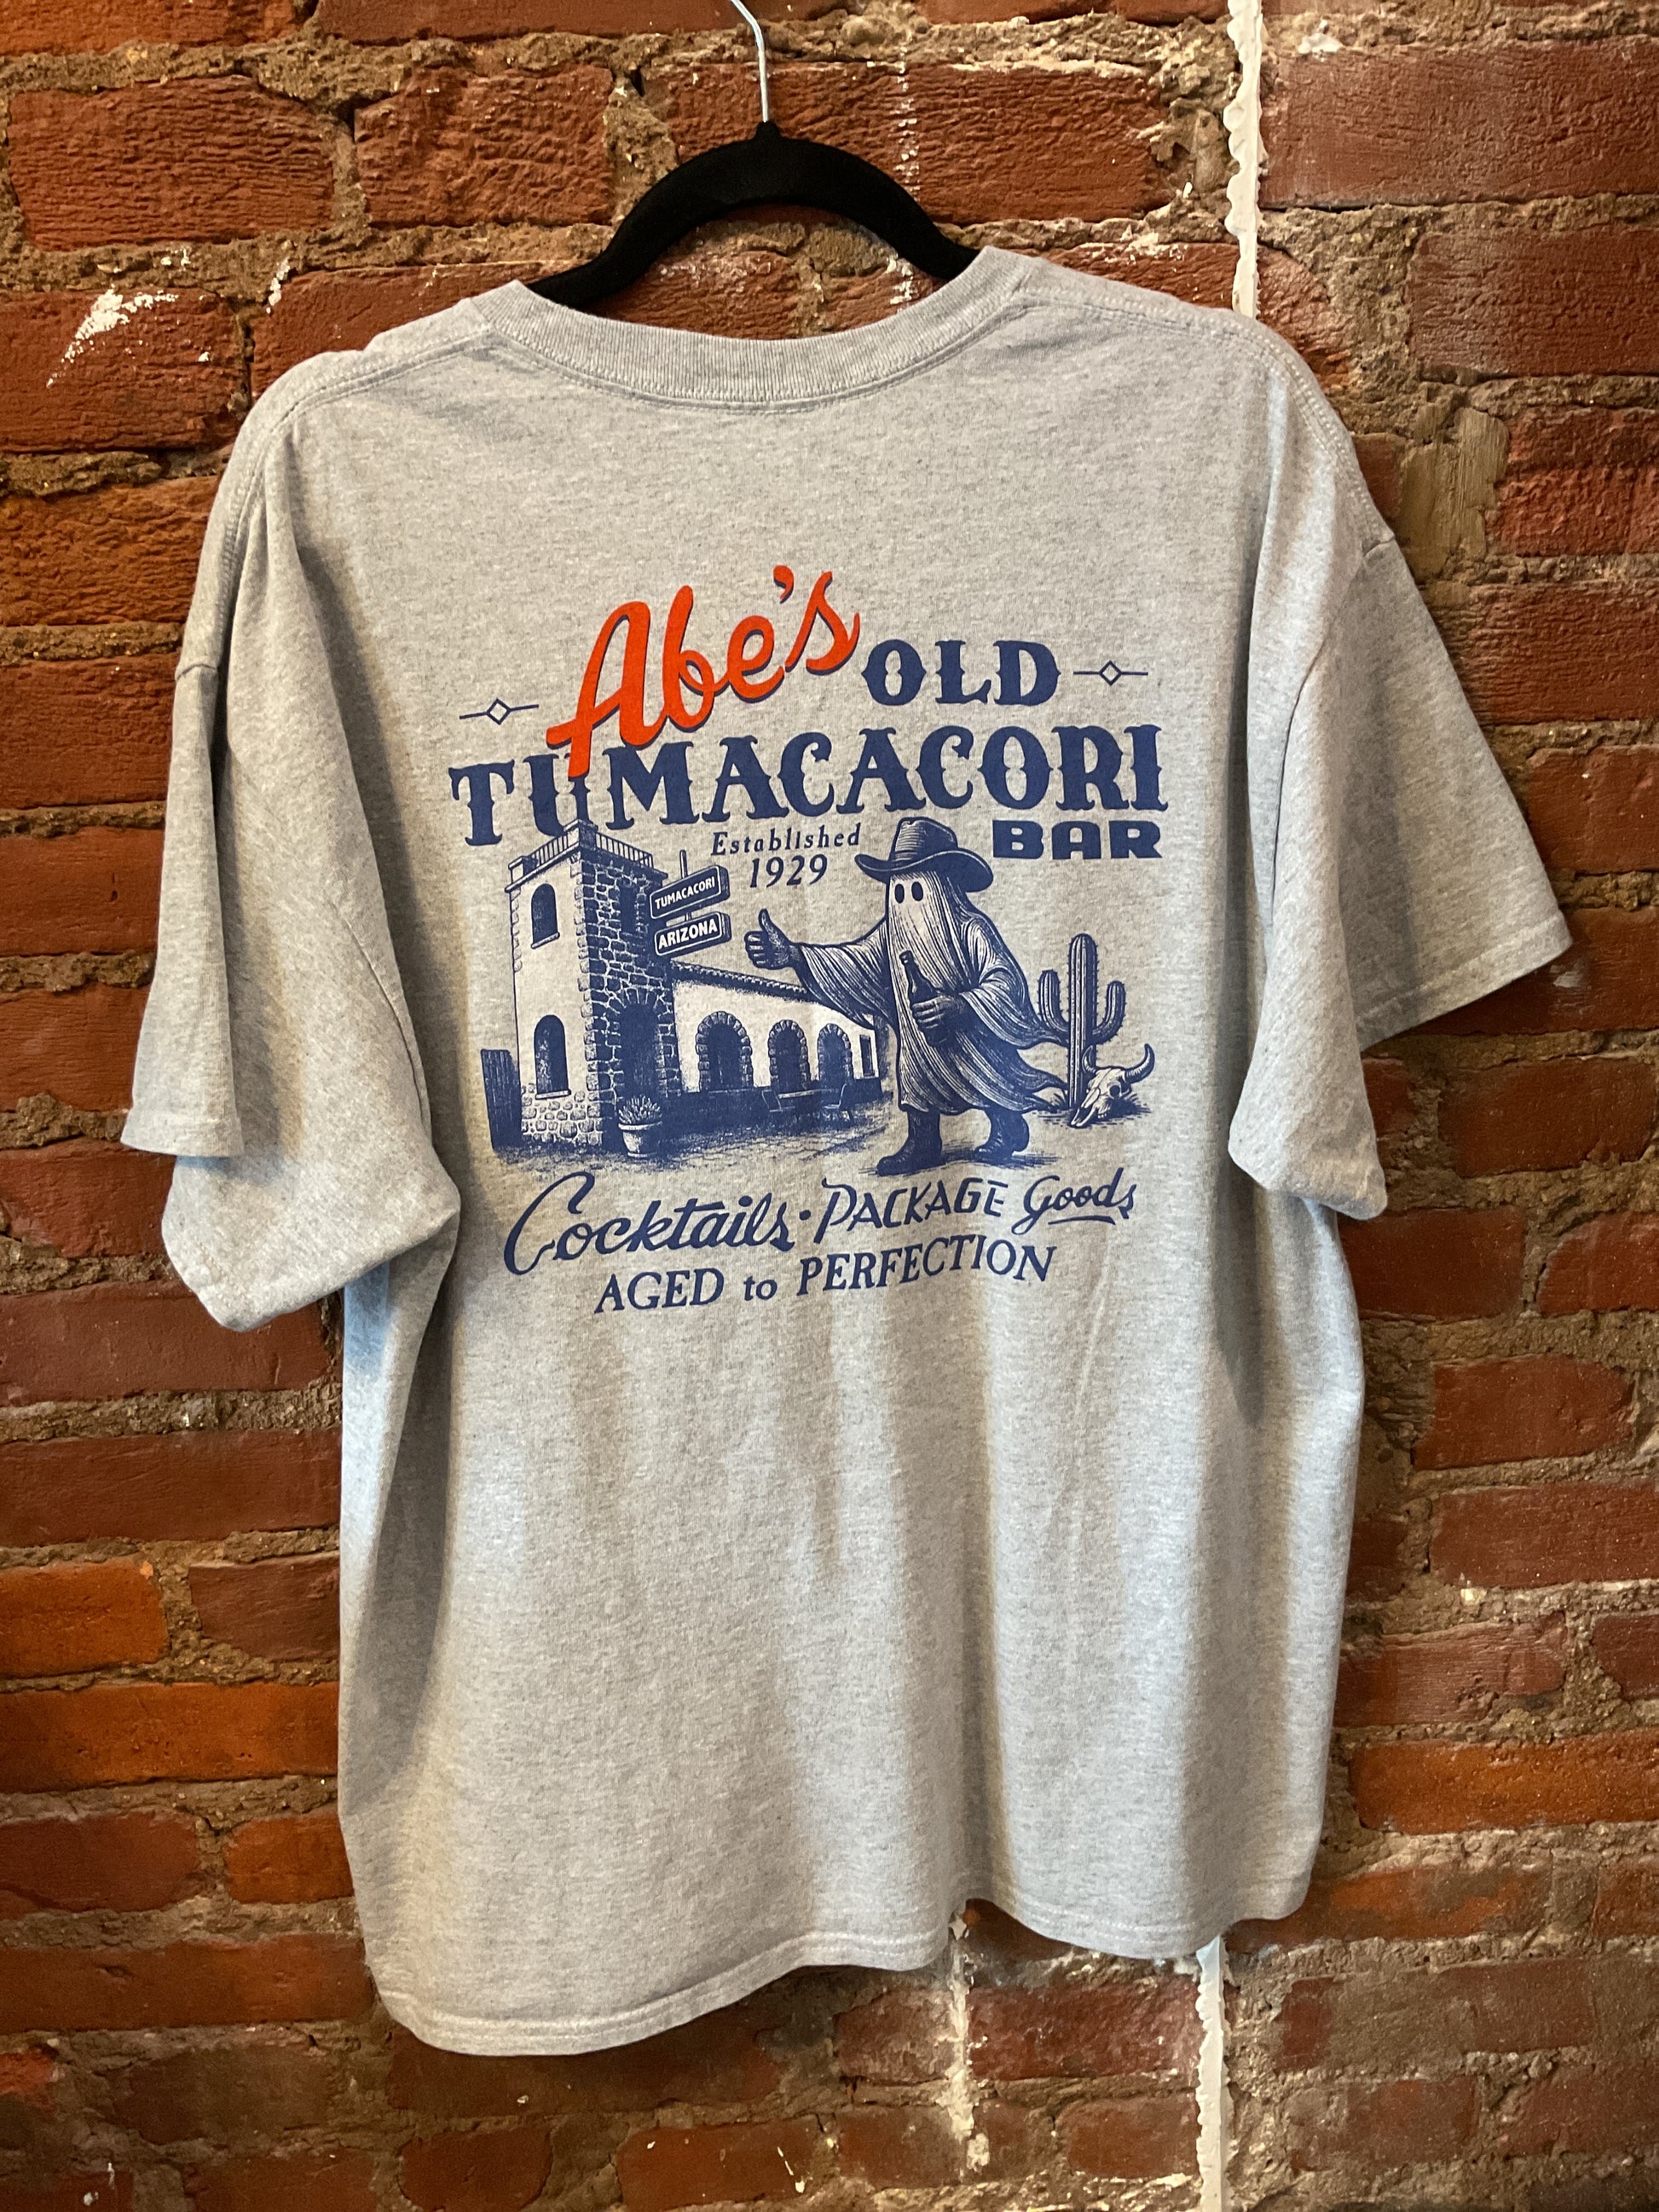 Abe's OLD
TUMACACORI
BAR
Established
1929
TUMACACORI
ARIZONA
Cocktails · PACKAGE Goods
AGED to PERFECTION